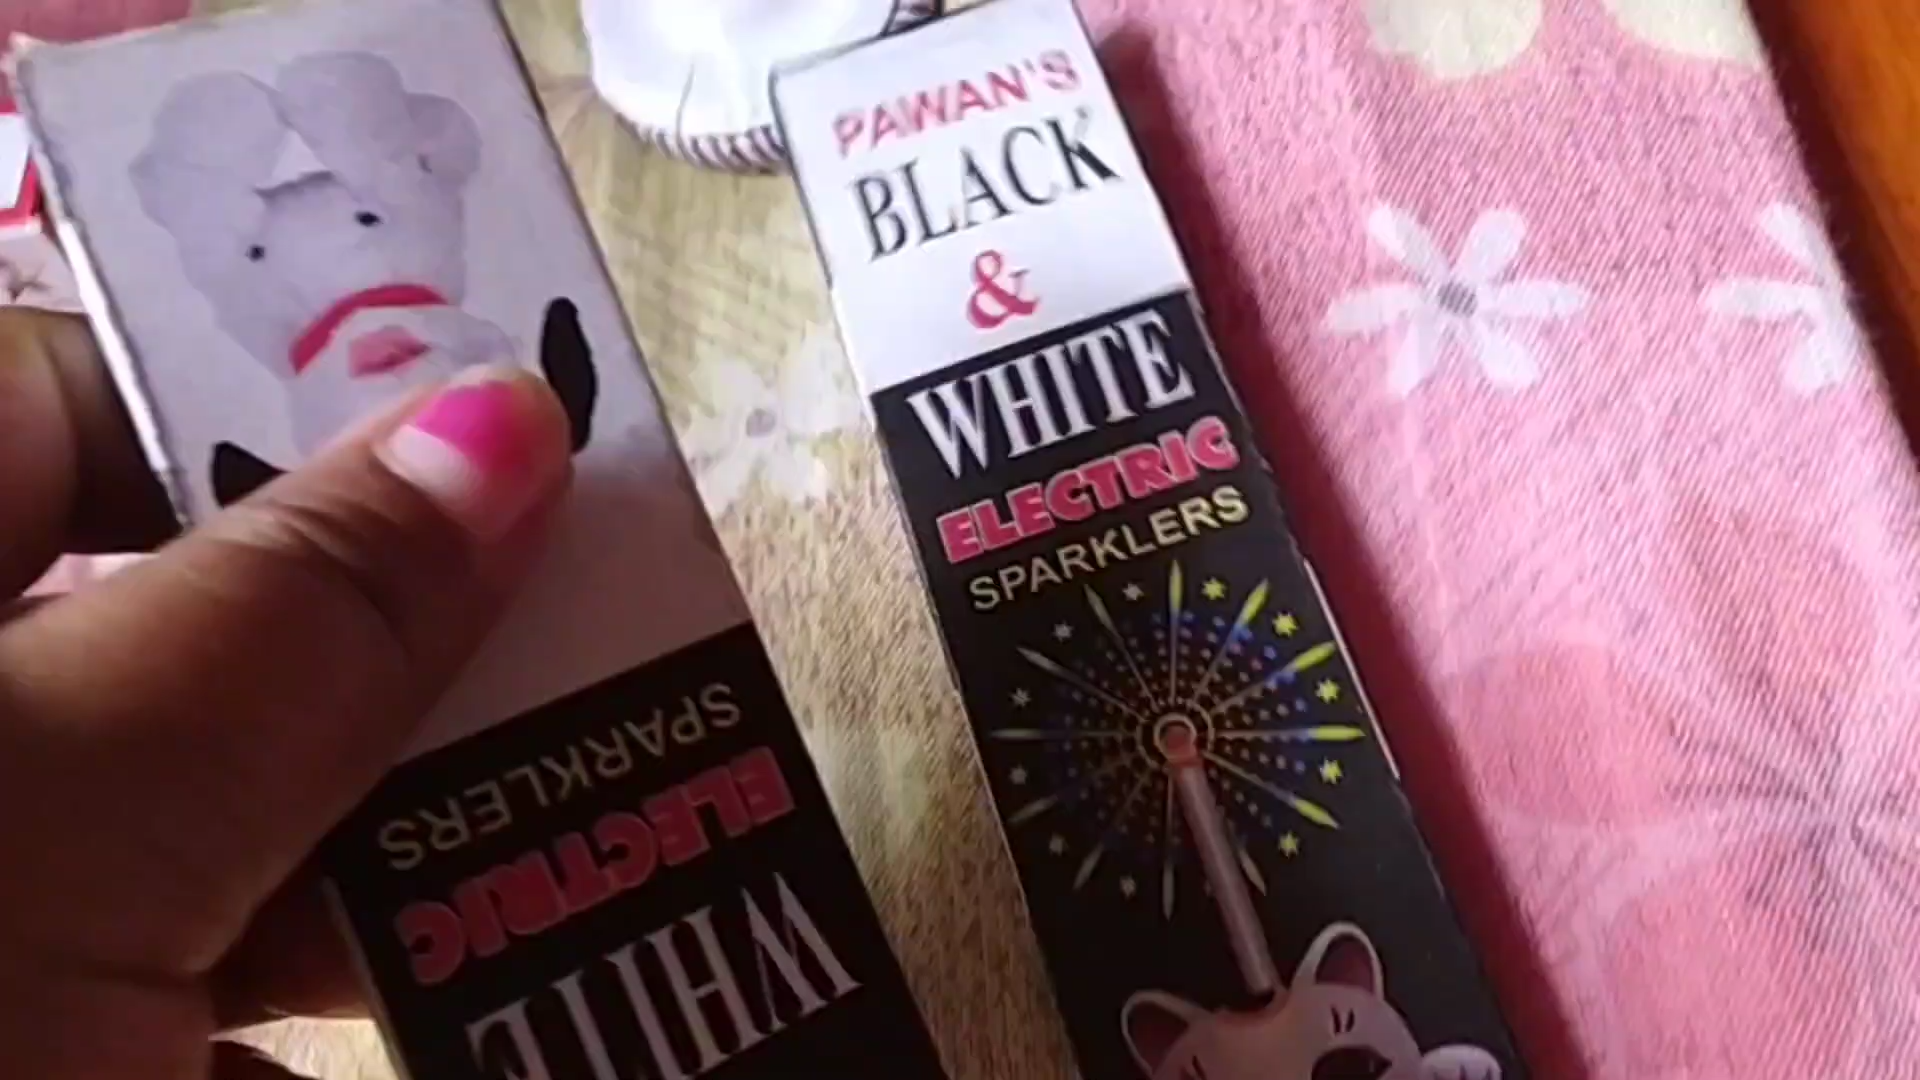 PAWAN'S
BLACK
&
WHITE
ELECTRIC
SPARKLERS
WHITE
ELECTRIC
SPARKLERS